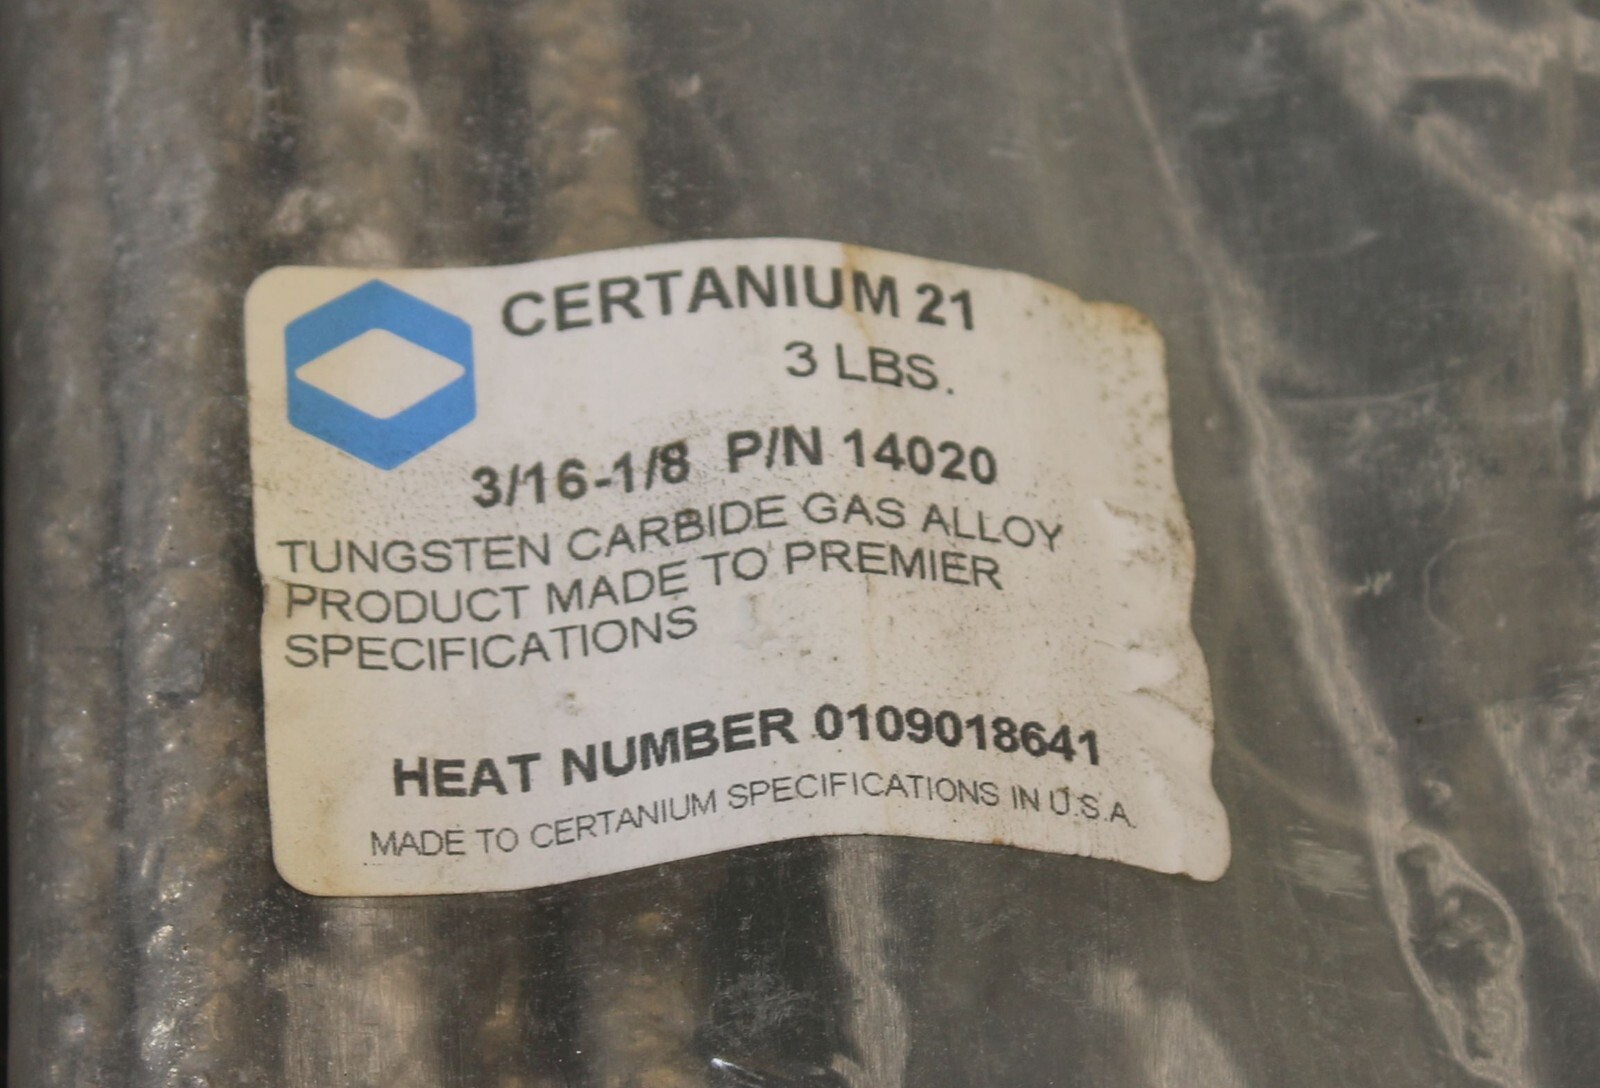 CERTANIUM 21
3 LBS.
3/16-1/8 P/N 14020
TUNGSTEN CARBIDE GAS ALLOY
PRODUCT MADE TO PREMIER
SPECIFICATIONS
HEAT NUMBER 0109018641
MADE TO CERTANIUM SPECIFICATIONS IN U.S.A.